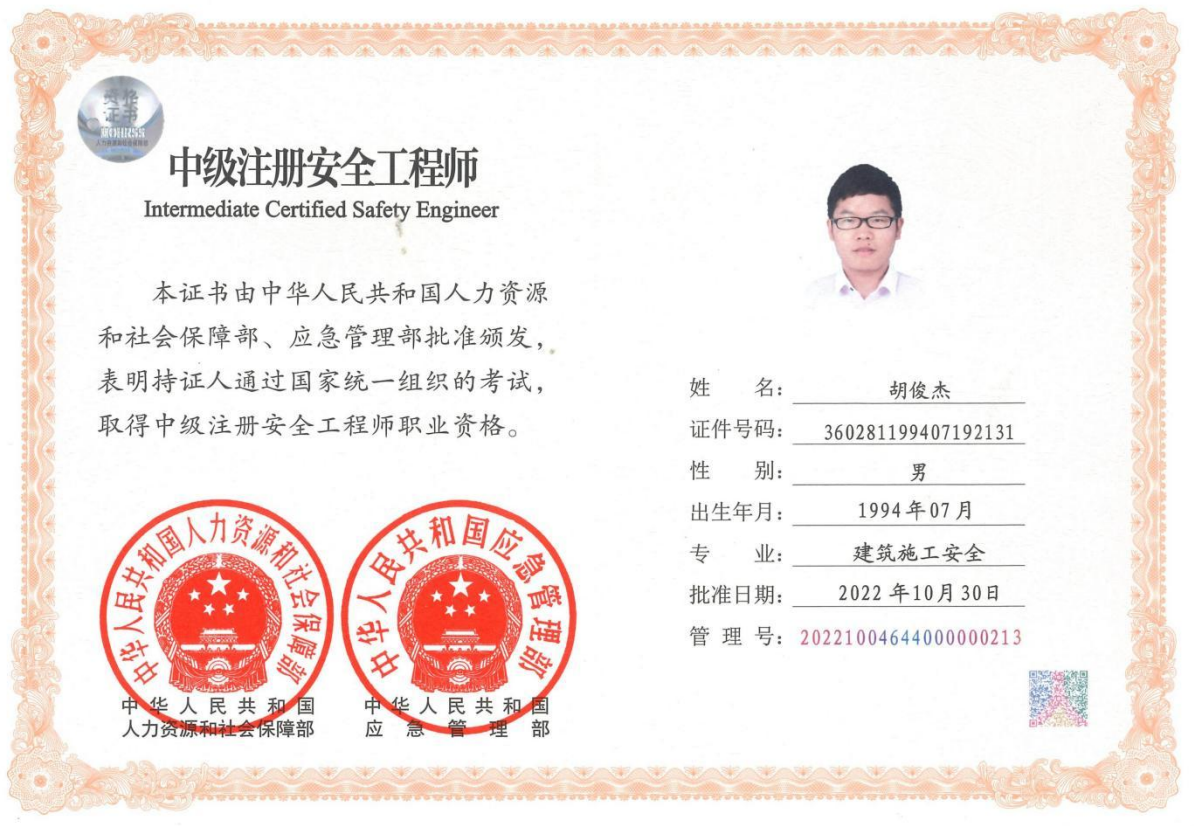 资格
证书
MOHRSS
中级注册安全工程师
Intermediate Certified Safety Engineer
本证书由中华人民共和国人力资源
和社会保障部、应急管理部批准颁发，
表明持证人通过国家统一组织的考试，
取得中级注册安全工程师职业资格。
中华人民共和国人力资源和社会保障部
中华人民共和国
人力资源和社会保障部
中华人民共和国应急管理部
中华人民共和国
应急管理部
姓名：胡俊杰
证件号码：360281199407192131
性别：男
出生年月：1994年07月
专业：建筑施工安全
批准日期：2022年10月30日
管理号：20221004644000000213